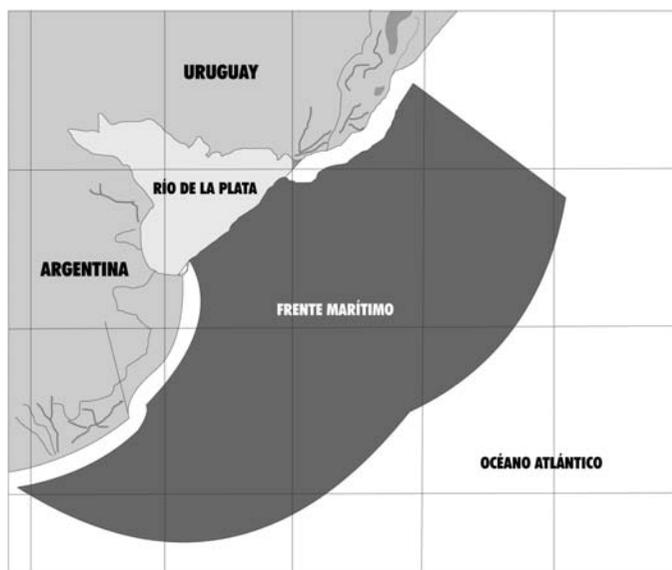 URUGUAY
RÍO DE LA PLATA
ARGENTINA
FRENTE MARÍTIMO
OCÉANO ATLÁNTICO